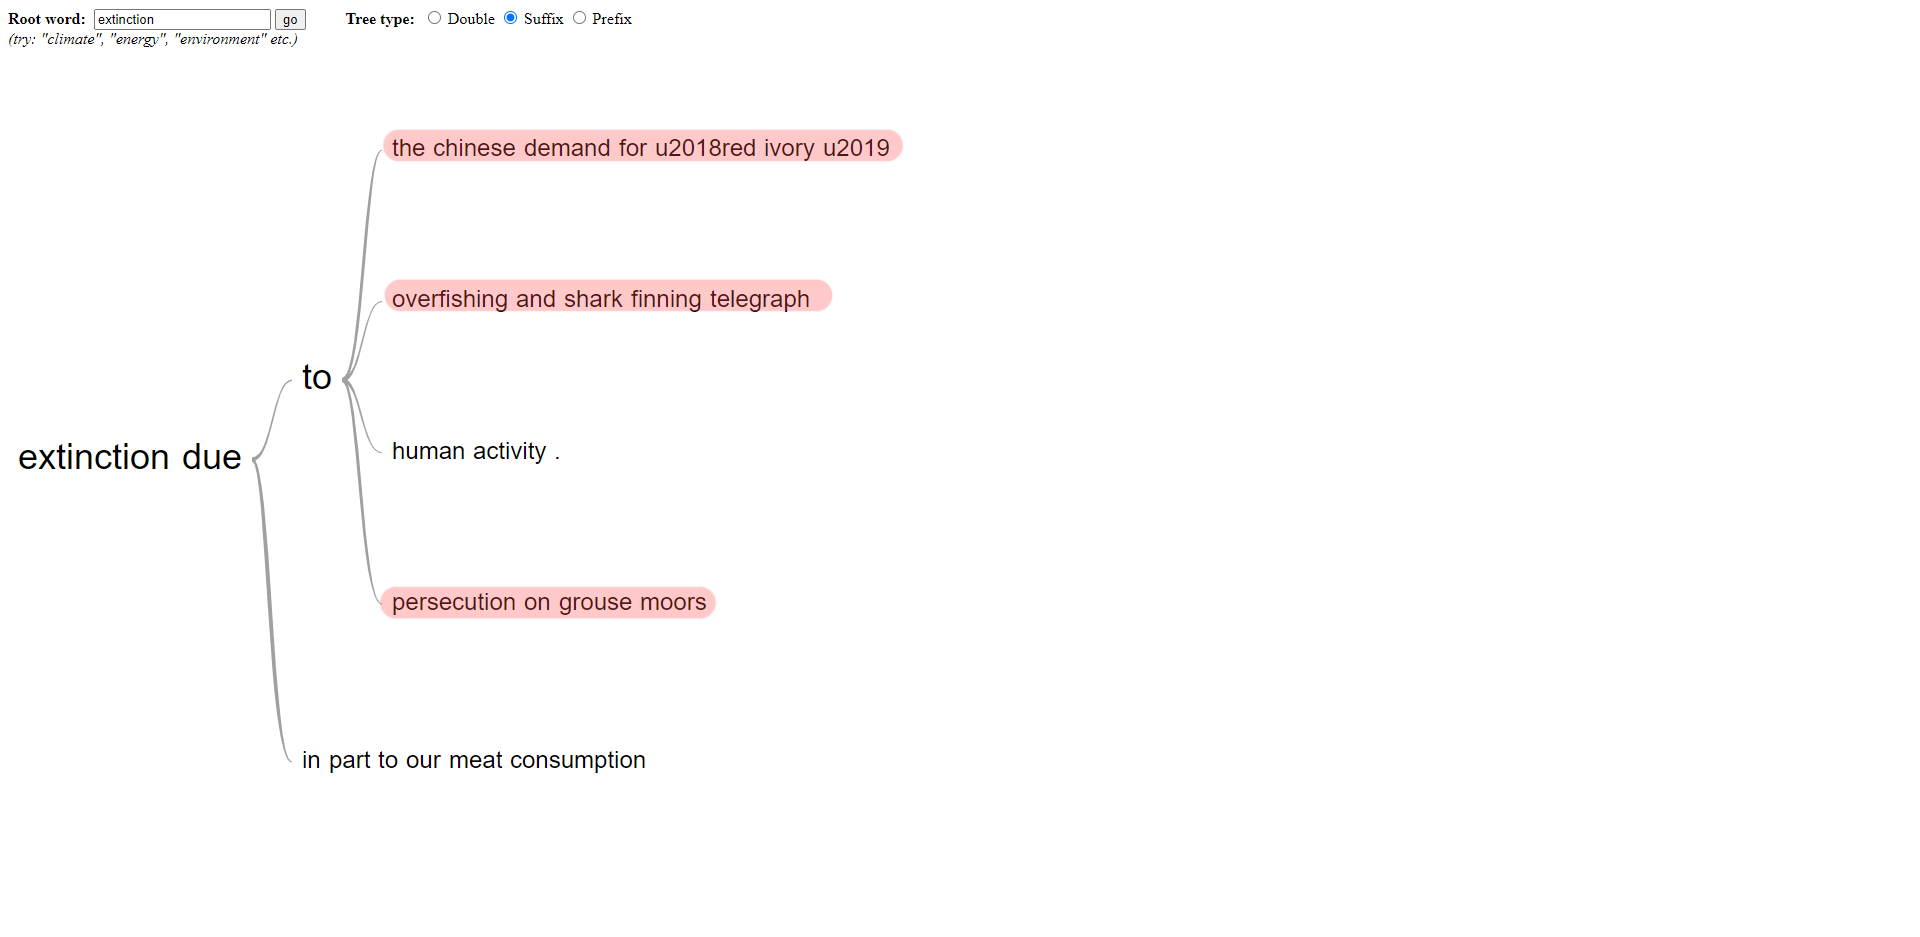 Root word: extinction go Tree type: Double Suffix Prefix
(try: "climate", "energy", "environment" etc.)
the chinese demand for u2018red ivory u2019
overfishing and shark finning telegraph
to
human activity .
extinction due
persecution on grouse moors
in part to our meat consumption